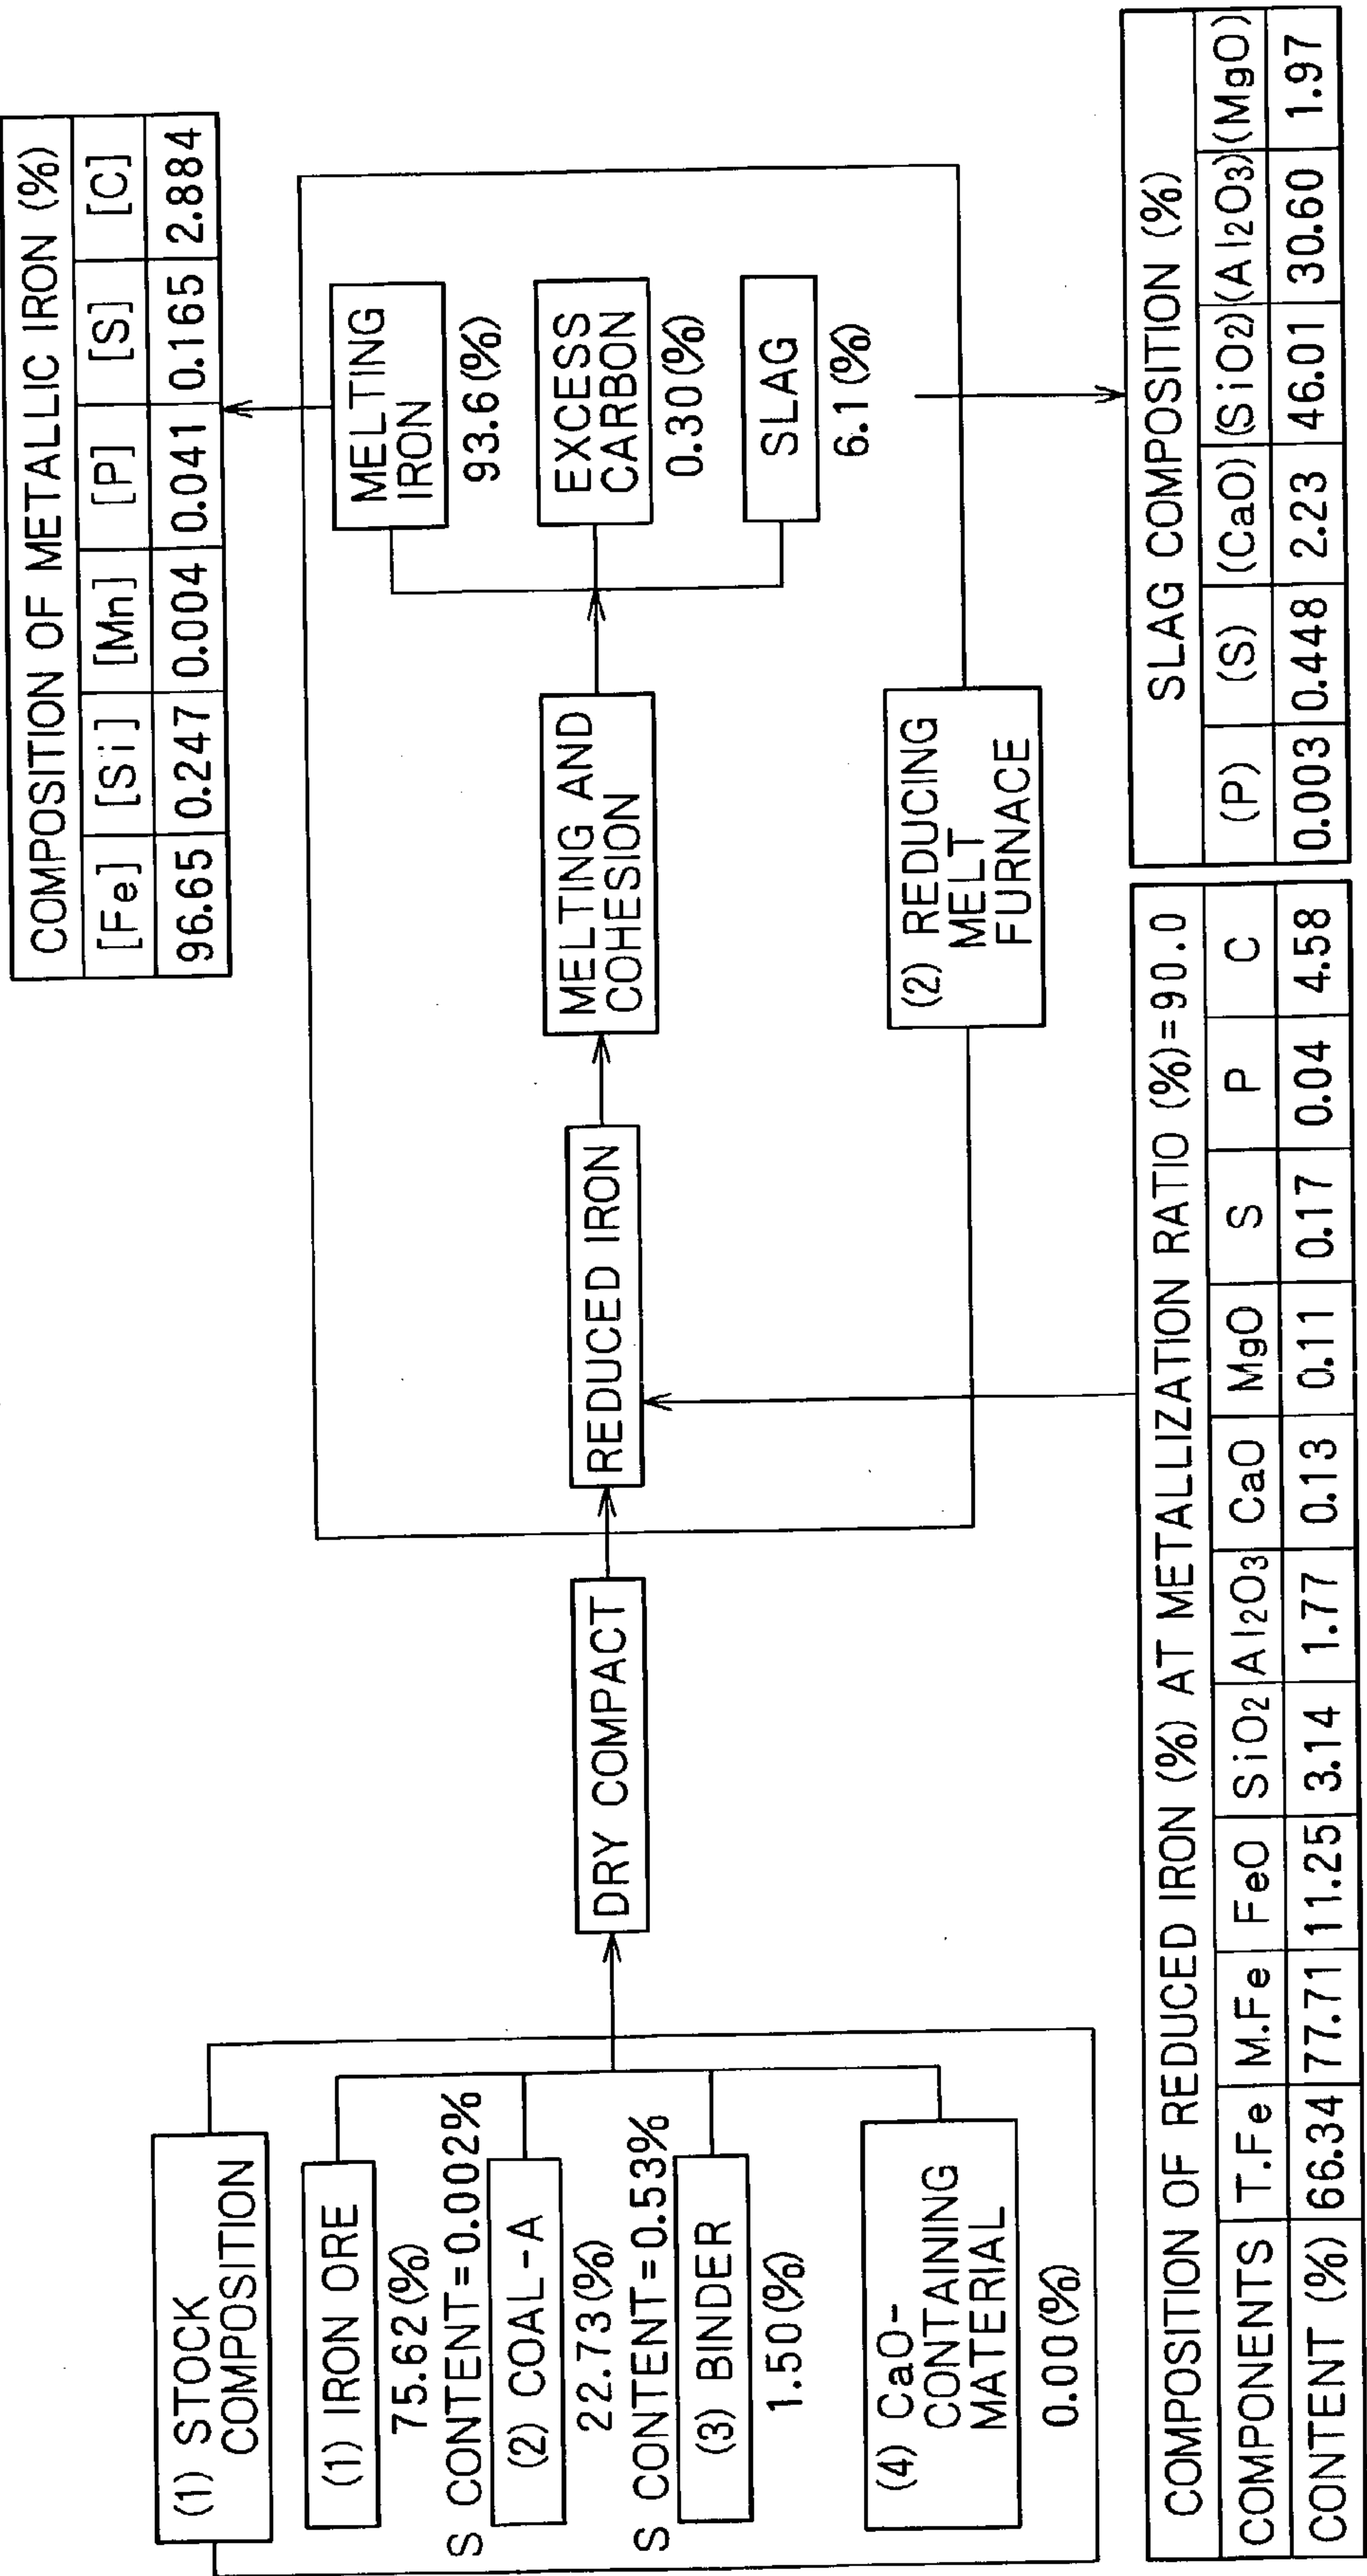 COMPOSITION OF METALLIC IRON (%)
[Fe] [Si] [Mn] [P] [S] [C]
96.65 0.247 0.004 0.041 0.165 2.884
(1) STOCK
COMPOSITION
(1) IRON ORE
75.62(%)
S CONTENT=0.002%
(2) COAL-A
22.73(%)
S CONTENT=0.53%
(3) BINDER
1.50(%)
(4) CaO-
CONTAINING
MATERIAL
0.00(%)
DRY COMPACT
REDUCED IRON
MELTING AND
COHESION
MELTING
IRON
93.6(%)
EXCESS
CARBON
0.30(%)
SLAG
6.1(%)
(2) REDUCING
MELT
FURNACE
COMPOSITION OF REDUCED IRON (%) AT METALLIZATION RATIO (%)=90.0
COMPONENTS T.Fe M.Fe FeO SiO2 Al2O3 CaO MgO S P C
CONTENT (%) 66.34 77.71 11.25 3.14 1.77 0.13 0.11 0.17 0.04 4.58
SLAG COMPOSITION (%)
(P) (S) (CaO) (SiO2) (Al2O3) (MgO)
0.003 0.448 2.23 46.01 30.60 1.97